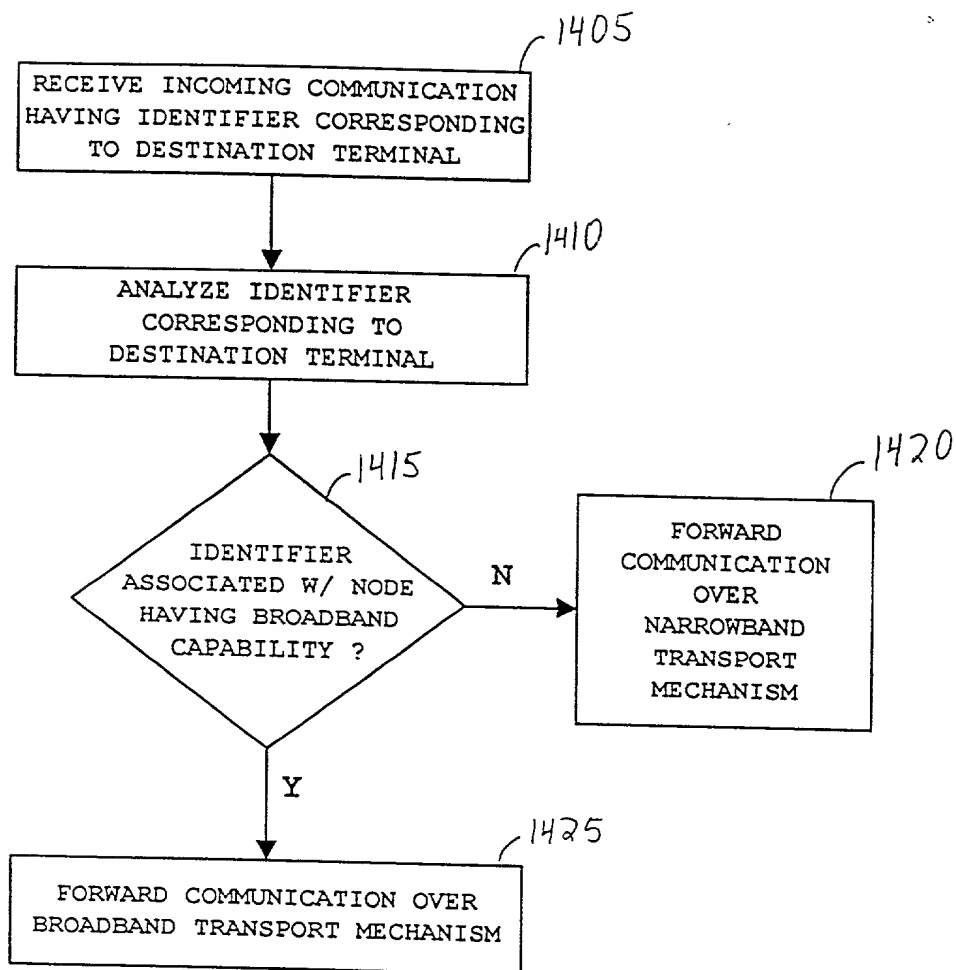 1405
RECEIVE INCOMING COMMUNICATION
HAVING IDENTIFIER CORRESPONDING
TO DESTINATION TERMINAL
1410
ANALYZE IDENTIFIER
CORRESPONDING TO
DESTINATION TERMINAL
1415
IDENTIFIER
ASSOCIATED W/ NODE
HAVING BROADBAND
CAPABILITY ?
N
1420
FORWARD
COMMUNICATION
OVER
NARROWBAND
TRANSPORT
MECHANISM
Y
1425
FORWARD COMMUNICATION OVER
BROADBAND TRANSPORT MECHANISM